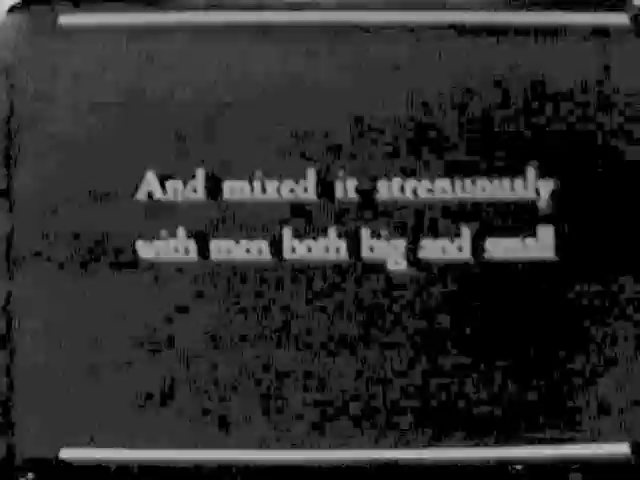 And mixed it strenuously
with men both big and small